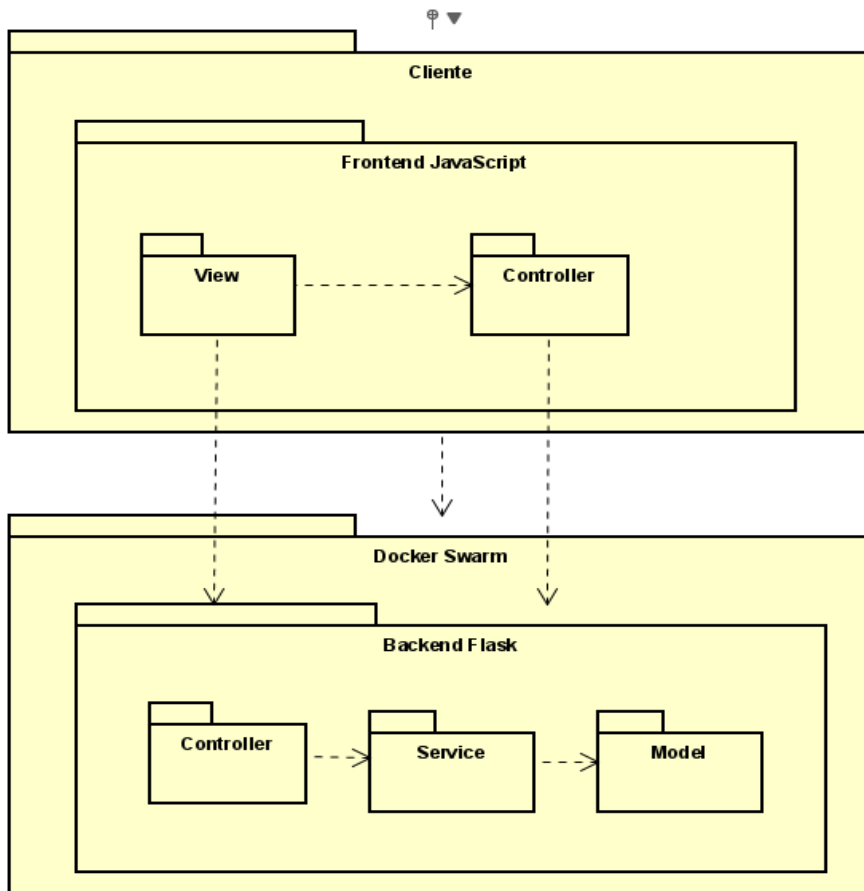 Cliente
Frontend JavaScript
View
Controller
Docker Swarm
Backend Flask
Controller
Service
Model